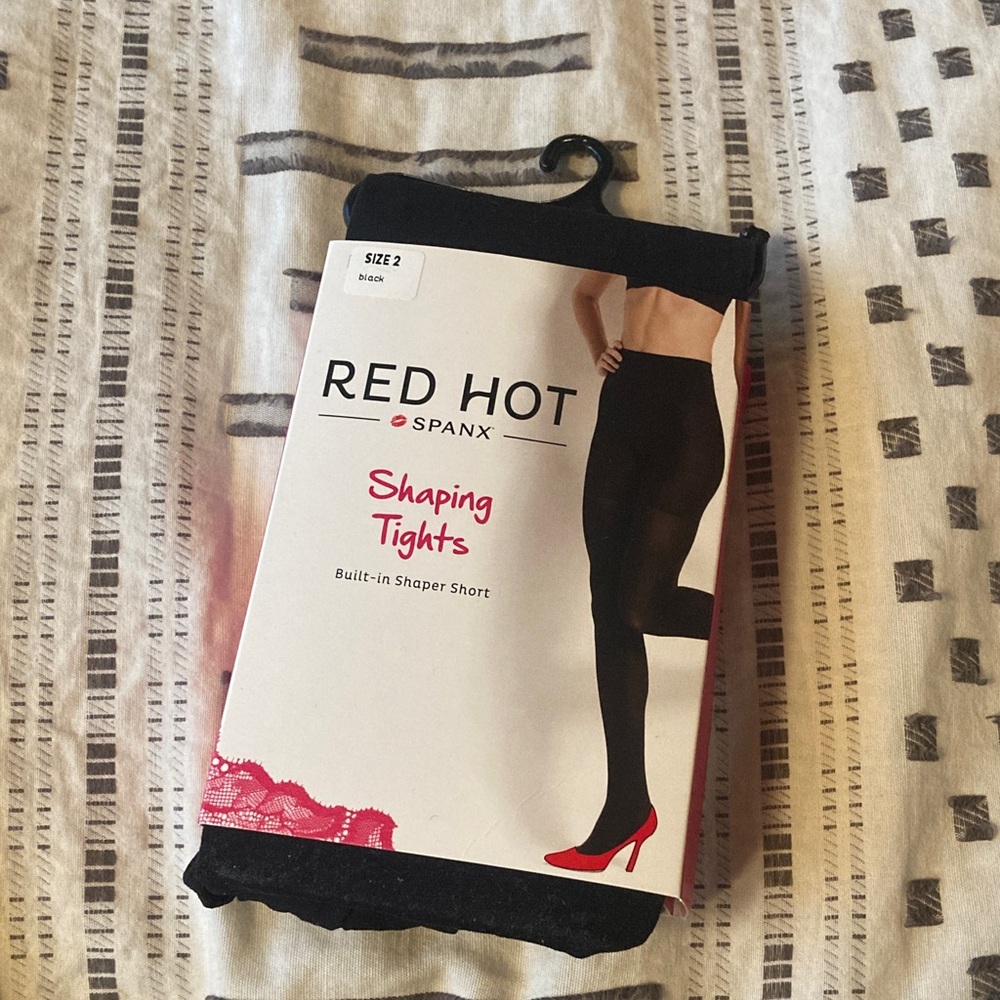 SIZE 2
black
RED HOT
SPANX
Shaping
Tights
Built-in Shaper Short